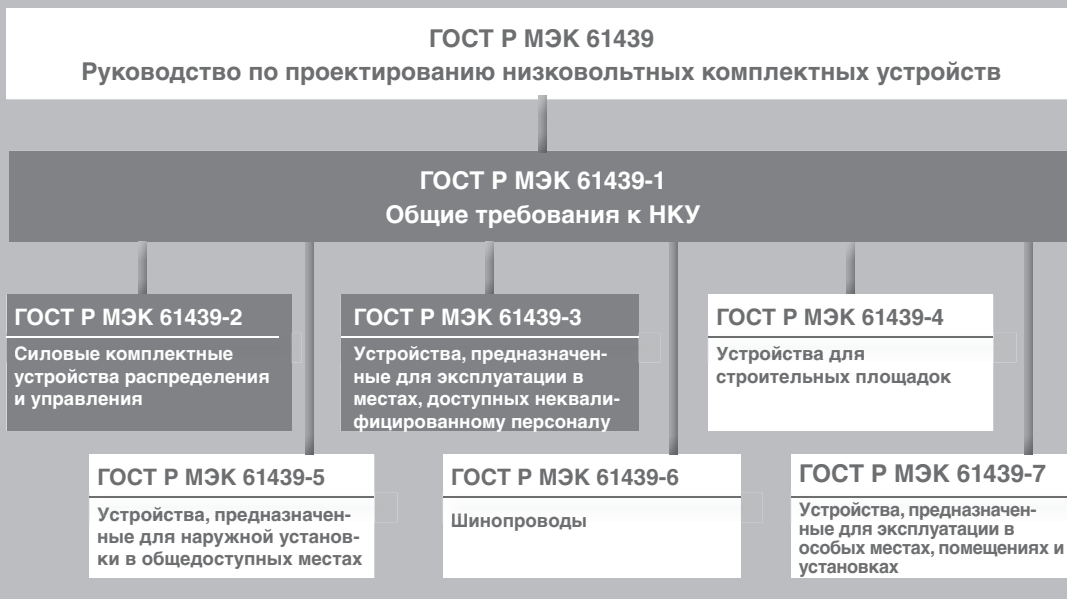 ГОСТ Р МЭК 61439
Руководство по проектированию низковольтных комплектных устройств
ГОСТ Р МЭК 61439-1
Общие требования к НКУ
ГОСТ Р МЭК 61439-2
Силовые комплектные
устройства распределения
и управления
ГОСТ Р МЭК 61439-3
Устройства, предназначен-
ные для эксплуатации в
местах, доступных неквали-
фицированному персоналу
ГОСТ Р МЭК 61439-4
Устройства для
строительных площадок
ГОСТ Р МЭК 61439-5
Устройства, предназначен-
ные для наружной установ-
ки в общедоступных местах
ГОСТ Р МЭК 61439-6
Шинопроводы
ГОСТ Р МЭК 61439-7
Устройства, предназначен-
ные для эксплуатации в
особых местах, помещениях и
установках